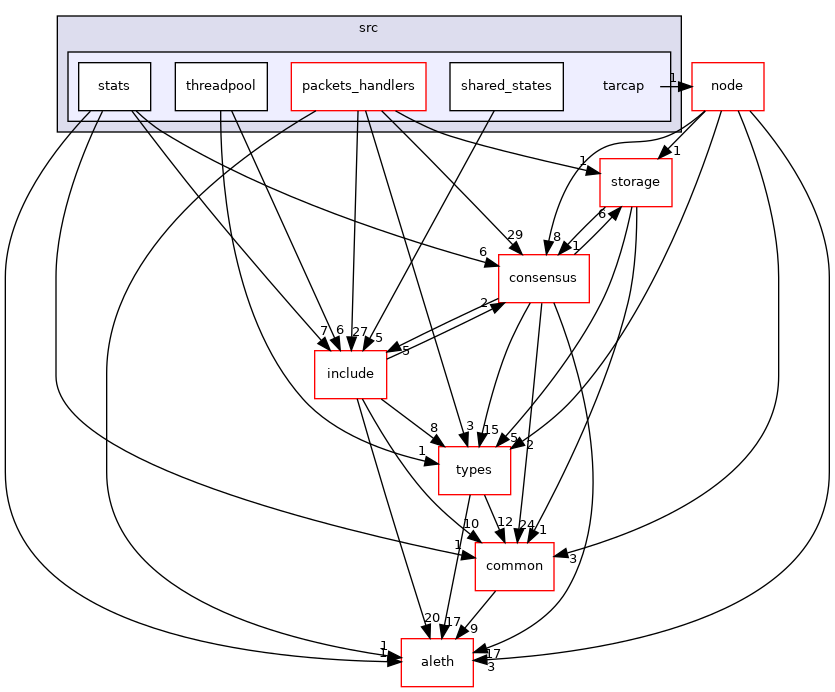 src
stats
threadpool
packets_handlers
shared_states
tarcap
1
node
1
1
storage
6
29
8
1
6
consensus
2
7
6
27
5
5
include
8
3
15
5
2
1
types
10
12
24
1
1
3
common
20
17
9
1
1
17
3
aleth